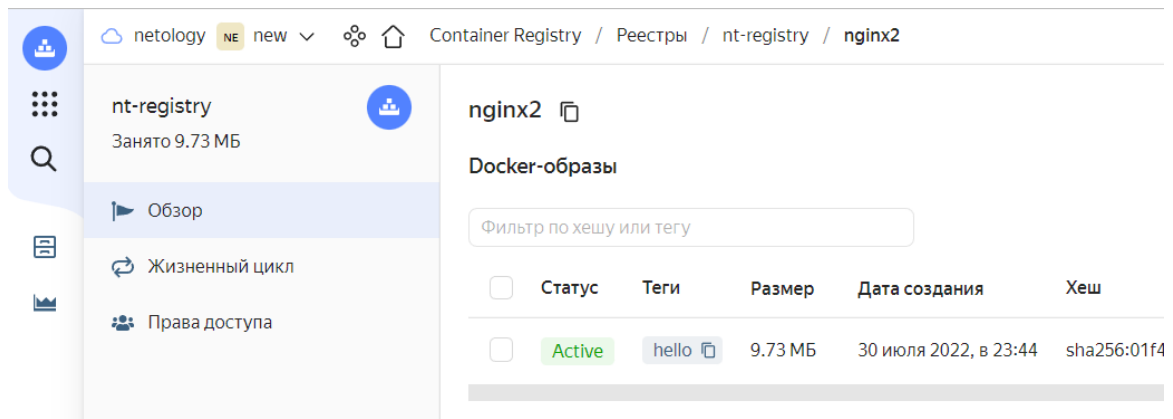 netology NE new Container Registry / Реестры / nt-registry / nginx2
nt-registry
Занято 9.73 МБ
Обзор
Жизненный цикл
Права доступа
nginx2
Docker-образы
Фильтр по хешу или тегу
Статус Теги Размер Дата создания Хеш
Active hello 9.73 МБ 30 июля 2022, в 23:44 sha256:01f4